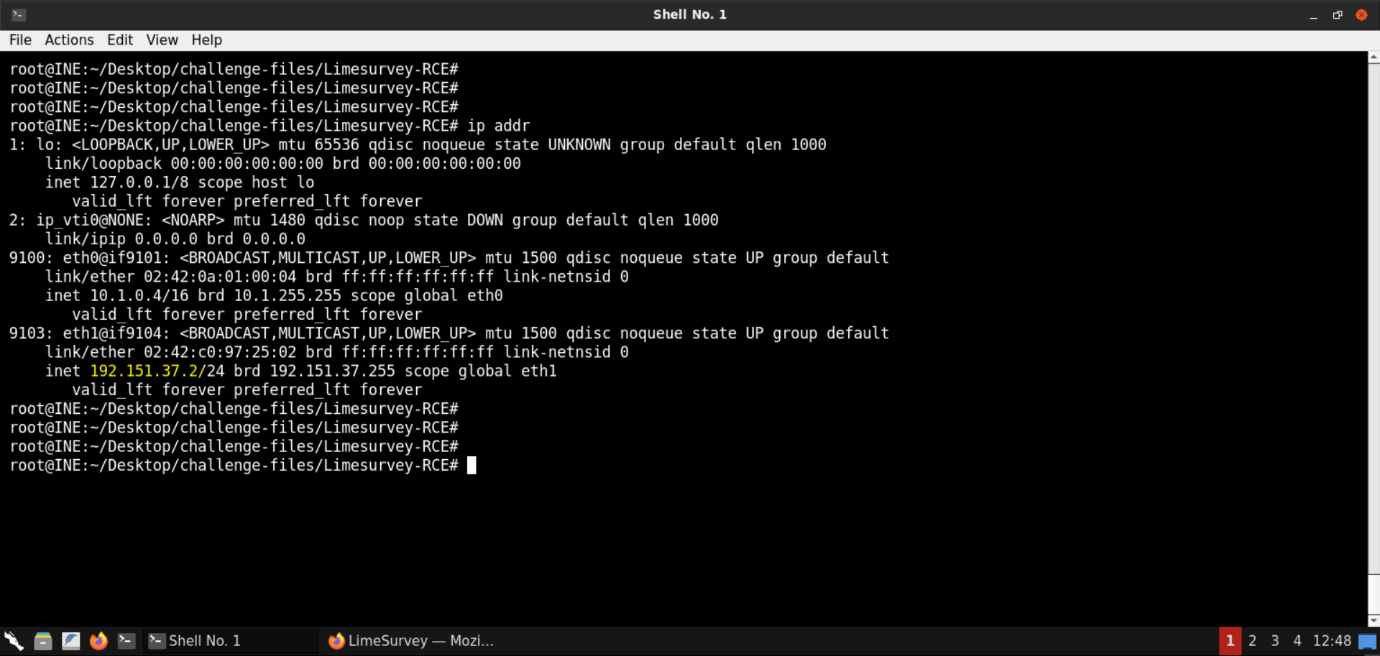 Shell No. 1
File Actions Edit View Help
root@INE:~/Desktop/challenge-files/Limesurvey-RCE#
root@INE:~/Desktop/challenge-files/Limesurvey-RCE#
root@INE:~/Desktop/challenge-files/Limesurvey-RCE#
root@INE:~/Desktop/challenge-files/Limesurvey-RCE# ip addr
1: lo: <LOOPBACK,UP,LOWER_UP> mtu 65536 qdisc noqueue state UNKNOWN group default qlen 1000
    link/loopback 00:00:00:00:00:00 brd 00:00:00:00:00:00
    inet 127.0.0.1/8 scope host lo
       valid_lft forever preferred_lft forever
2: ip_vti0@NONE: <NOARP> mtu 1480 qdisc noop state DOWN group default qlen 1000
    link/ipip 0.0.0.0 brd 0.0.0.0
9100: eth0@if9101: <BROADCAST,MULTICAST,UP,LOWER_UP> mtu 1500 qdisc noqueue state UP group default
    link/ether 02:42:0a:01:00:04 brd ff:ff:ff:ff:ff:ff link-netnsid 0
    inet 10.1.0.4/16 brd 10.1.255.255 scope global eth0
       valid_lft forever preferred_lft forever
9103: eth1@if9104: <BROADCAST,MULTICAST,UP,LOWER_UP> mtu 1500 qdisc noqueue state UP group default
    link/ether 02:42:c0:97:25:02 brd ff:ff:ff:ff:ff:ff link-netnsid 0
    inet 192.151.37.2/24 brd 192.151.37.255 scope global eth1
       valid_lft forever preferred_lft forever
root@INE:~/Desktop/challenge-files/Limesurvey-RCE#
root@INE:~/Desktop/challenge-files/Limesurvey-RCE#
root@INE:~/Desktop/challenge-files/Limesurvey-RCE#
root@INE:~/Desktop/challenge-files/Limesurvey-RCE#
Shell No. 1 LimeSurvey — Mozi... 1 2 3 4 12:48